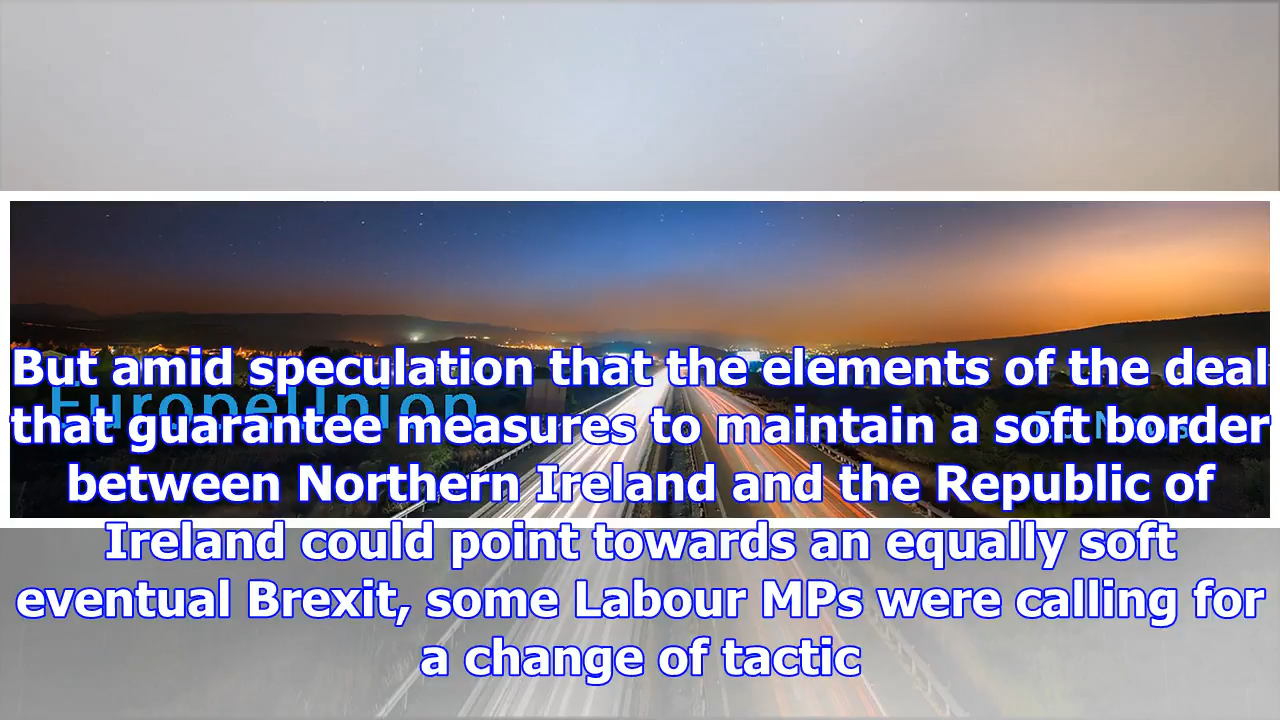 But amid speculation that the elements of the deal
EuropeUnion
that guarantee measures to maintain a soft border
between Northern Ireland and the Republic of
Ireland could point towards an equally soft
eventual Brexit, some Labour MPs were calling for
a change of tactic